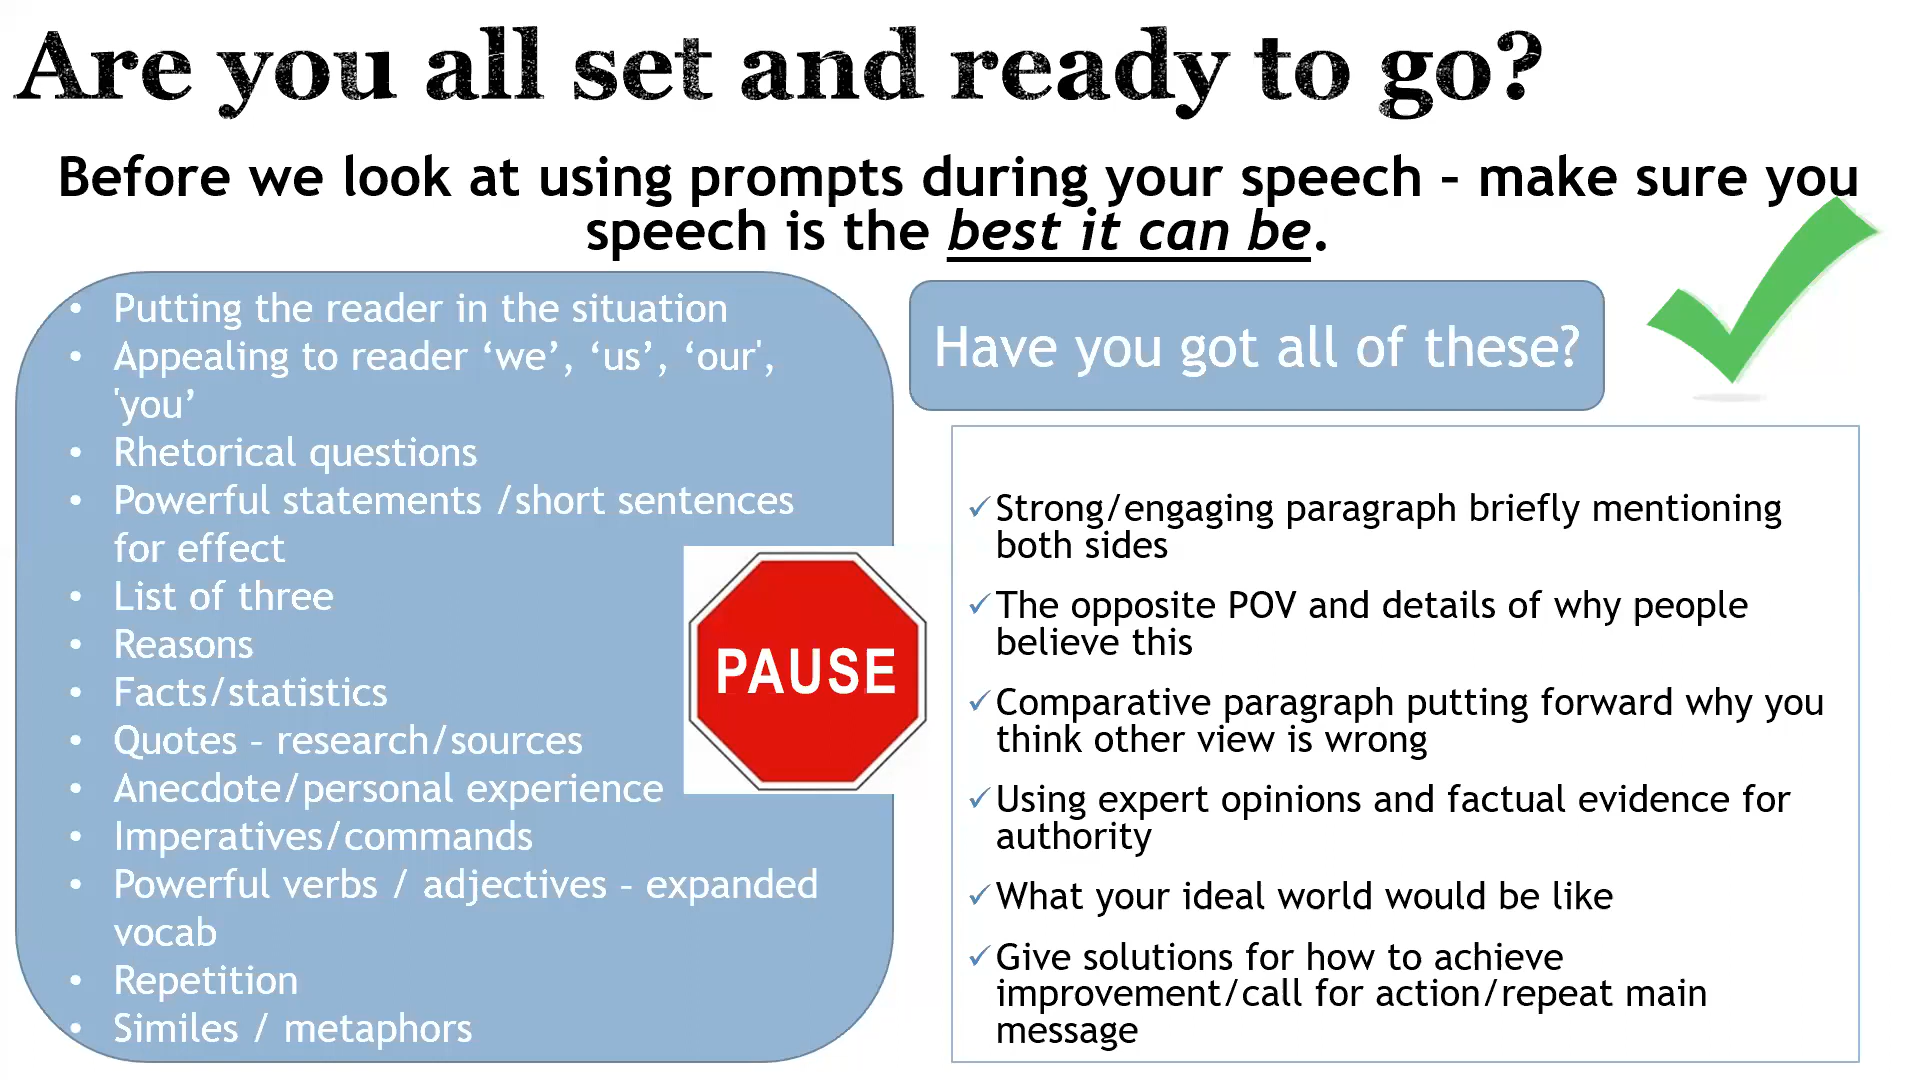 Are you all set and ready to go?
Before we look at using prompts during your speech – make sure you
speech is the best it can be.
• Putting the reader in the situation
• Appealing to reader ‘we’, ‘us’, ‘our',
'you’
• Rhetorical questions
• Powerful statements /short sentences
for effect
• List of three
• Reasons
• Facts/statistics
• Quotes – research/sources
• Anecdote/personal experience
• Imperatives/commands
• Powerful verbs / adjectives – expanded
vocab
• Repetition
• Similes / metaphors
PAUSE
Have you got all of these?
✓Strong/engaging paragraph briefly mentioning
both sides
✓The opposite POV and details of why people
believe this
✓Comparative paragraph putting forward why you
think other view is wrong
✓Using expert opinions and factual evidence for
authority
✓What your ideal world would be like
✓Give solutions for how to achieve
improvement/call for action/repeat main
message